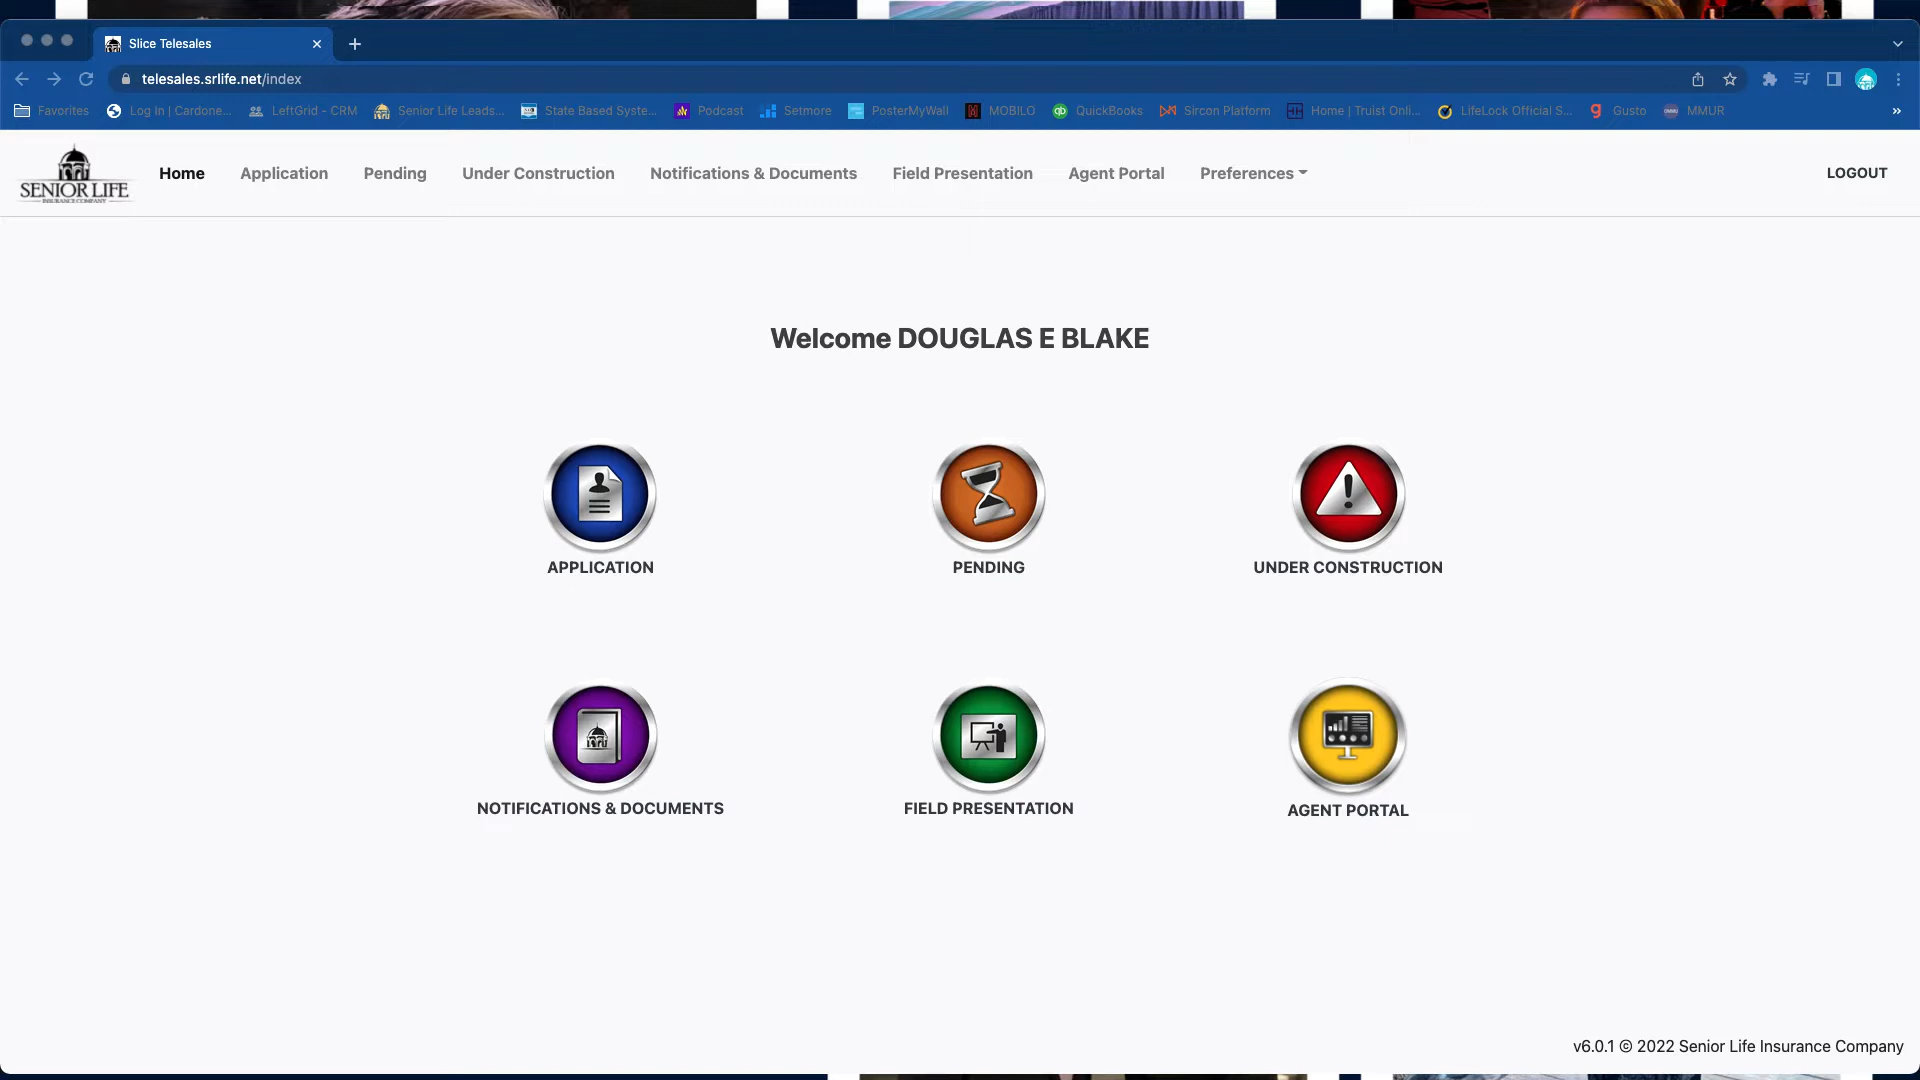 Slice Telesales
telesales.srlife.net/index
Favorites Log In | Cardone... LeftGrid - CRM Senior Life Leads... State Based Syste... Podcast Setmore PosterMyWall MOBILO QuickBooks Sircon Platform Home | Truist Onli... LifeLock Official S... Gusto MMUR
SENIOR LIFE
INSURANCE COMPANY
Home Application Pending Under Construction Notifications & Documents Field Presentation Agent Portal Preferences LOGOUT
Welcome DOUGLAS E BLAKE
APPLICATION PENDING UNDER CONSTRUCTION
NOTIFICATIONS & DOCUMENTS FIELD PRESENTATION AGENT PORTAL
v6.0.1 © 2022 Senior Life Insurance Company